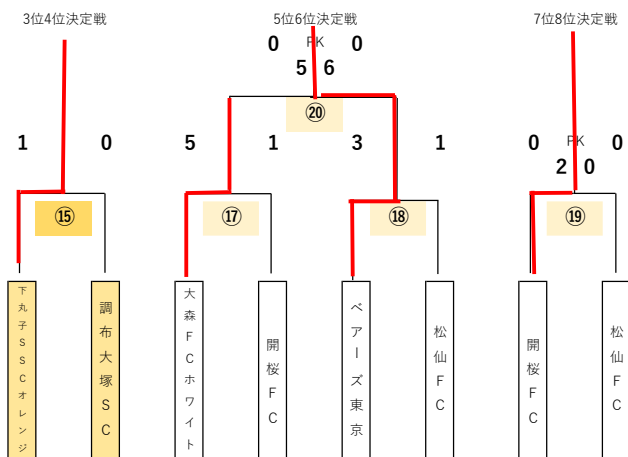 3位4位決定戦
5位6位決定戦
7位8位決定戦
0 PK 0
5 6
⑳
1 0
5 1
3 1
0 PK 0
2 0
⑮
⑰
⑱
⑲
下丸子SSCオレンジ
調布大塚SC
大森FCホワイト
開桜FC
ベアーズ東京
松仙FC
開桜FC
松仙FC